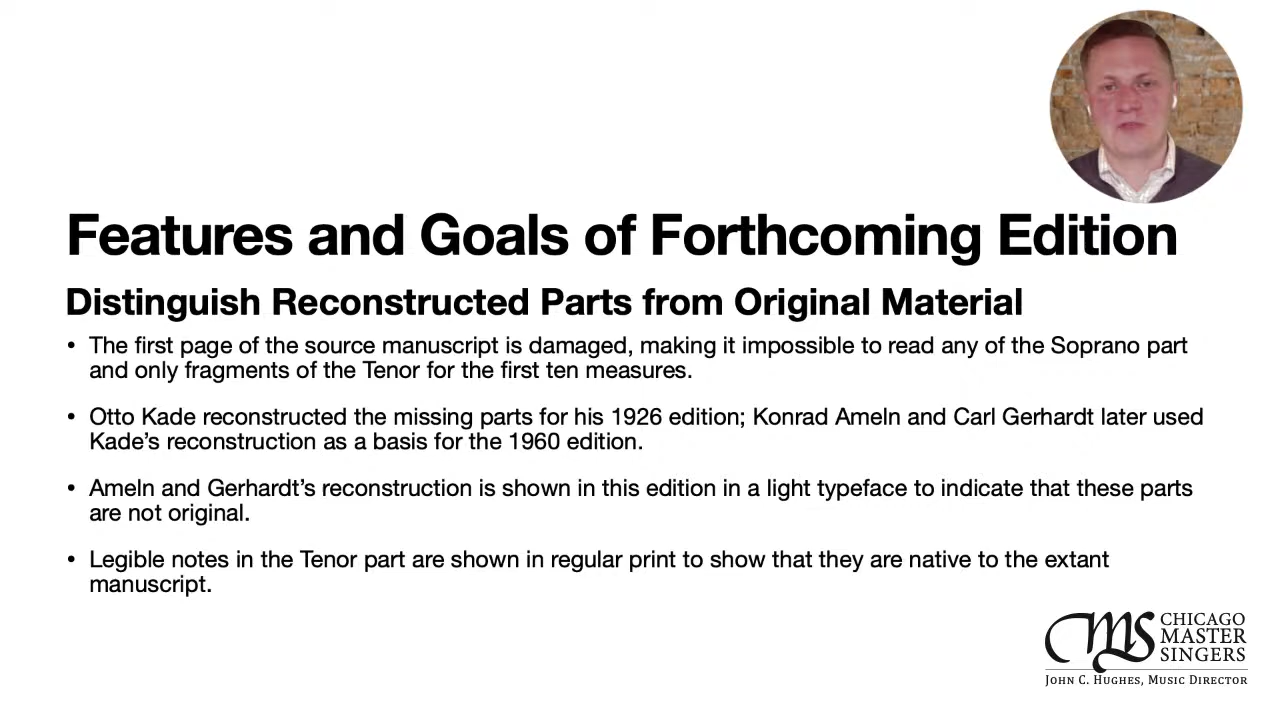 Features and Goals of Forthcoming Edition
Distinguish Reconstructed Parts from Original Material
• The first page of the source manuscript is damaged, making it impossible to read any of the Soprano part
and only fragments of the Tenor for the first ten measures.
• Otto Kade reconstructed the missing parts for his 1926 edition; Konrad Ameln and Carl Gerhardt later used
Kade’s reconstruction as a basis for the 1960 edition.
• Ameln and Gerhardt’s reconstruction is shown in this edition in a light typeface to indicate that these parts
are not original.
• Legible notes in the Tenor part are shown in regular print to show that they are native to the extant
manuscript.
CMS
CHICAGO
MASTER
SINGERS
JOHN C. HUGHES, MUSIC DIRECTOR